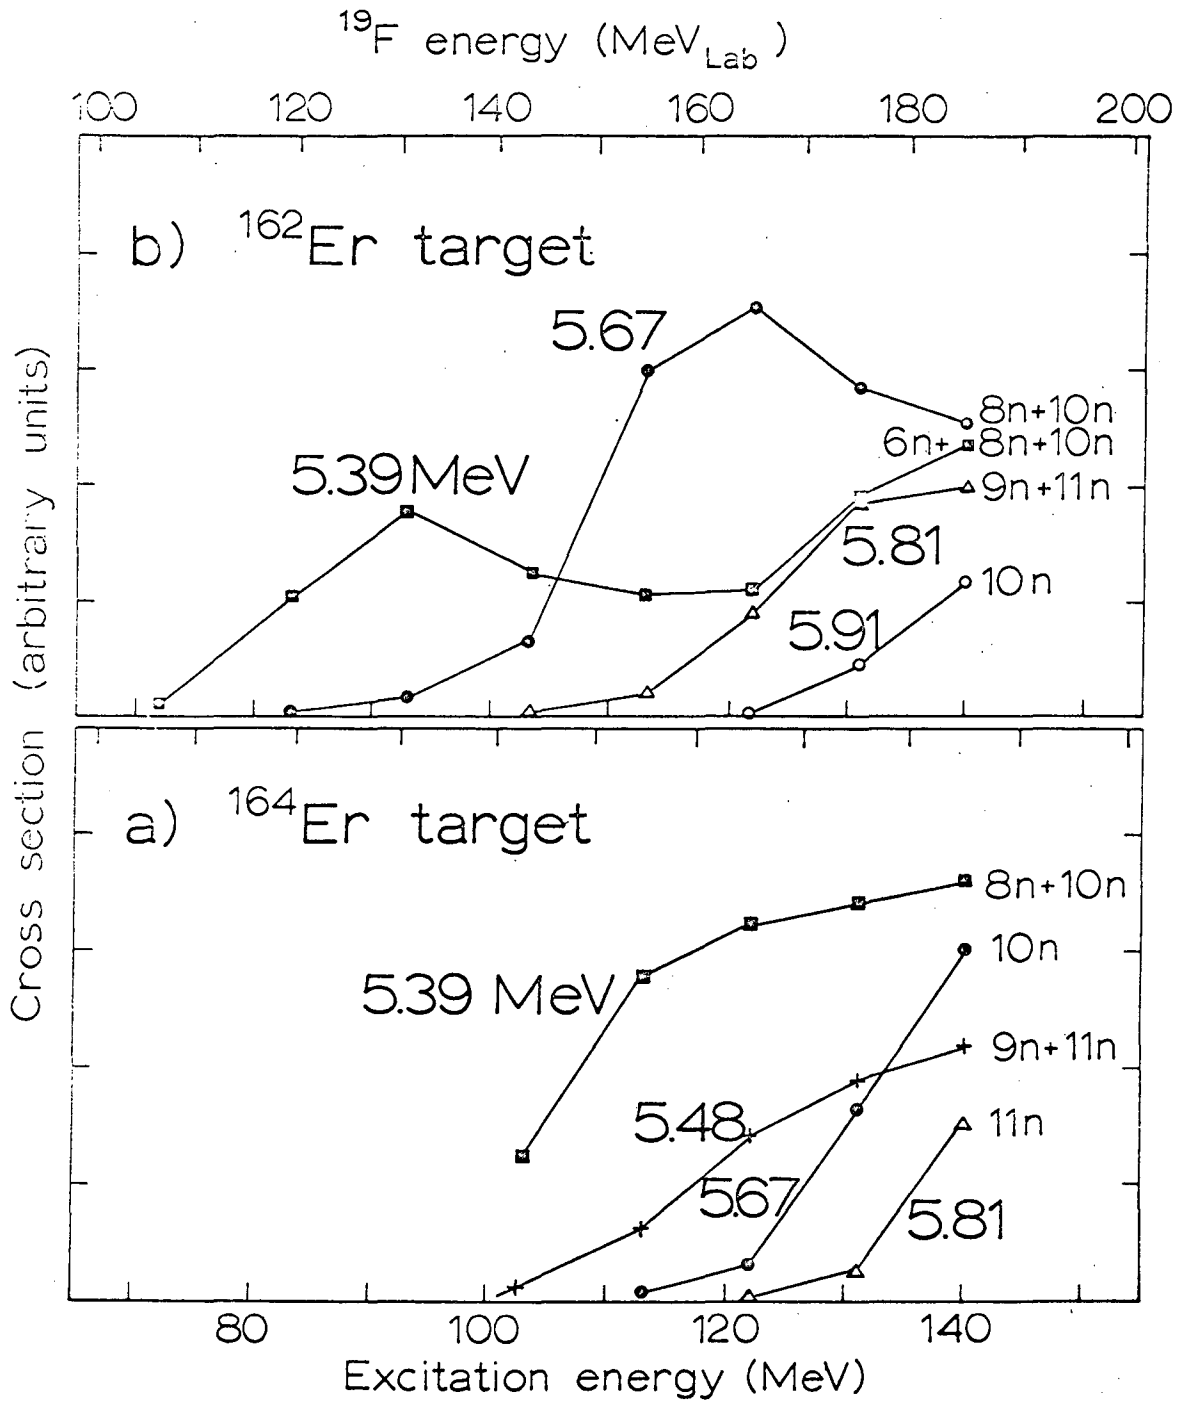 ¹⁹F energy (MeV_Lab)
100 120 140 160 180 200
b) ¹⁶²Er target
5.67
8n+10n
5.39 MeV
6n+8n+10n
9n+11n
5.81
10n
5.91
Cross section (arbitrary units)
a) ¹⁶⁴Er target
8n+10n
10n
5.39 MeV
9n+11n
5.48
11n
5.67
5.81
80 100 120 140
Excitation energy (MeV)